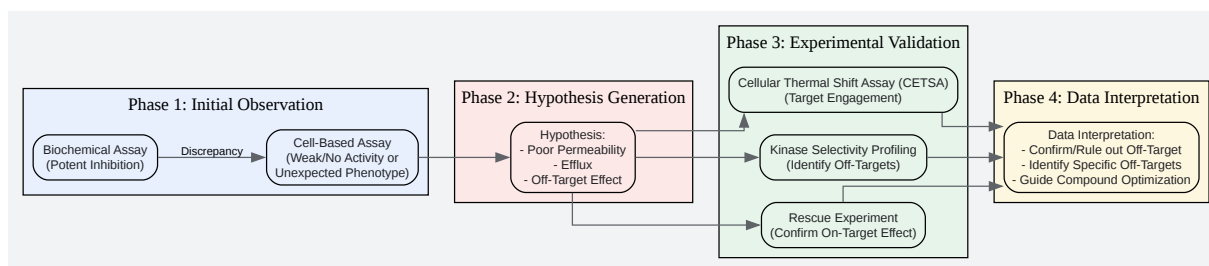 Phase 1: Initial Observation
Biochemical Assay
(Potent Inhibition)
Discrepancy
Cell-Based Assay
(Weak/No Activity or
Unexpected Phenotype)
Phase 2: Hypothesis Generation
Hypothesis:
- Poor Permeability
- Efflux
- Off-Target Effect
Phase 3: Experimental Validation
Cellular Thermal Shift Assay (CETSA)
(Target Engagement)
Kinase Selectivity Profiling
(Identify Off-Targets)
Rescue Experiment
(Confirm On-Target Effect)
Phase 4: Data Interpretation
Data Interpretation:
- Confirm/Rule out Off-Target
- Identify Specific Off-Targets
- Guide Compound Optimization